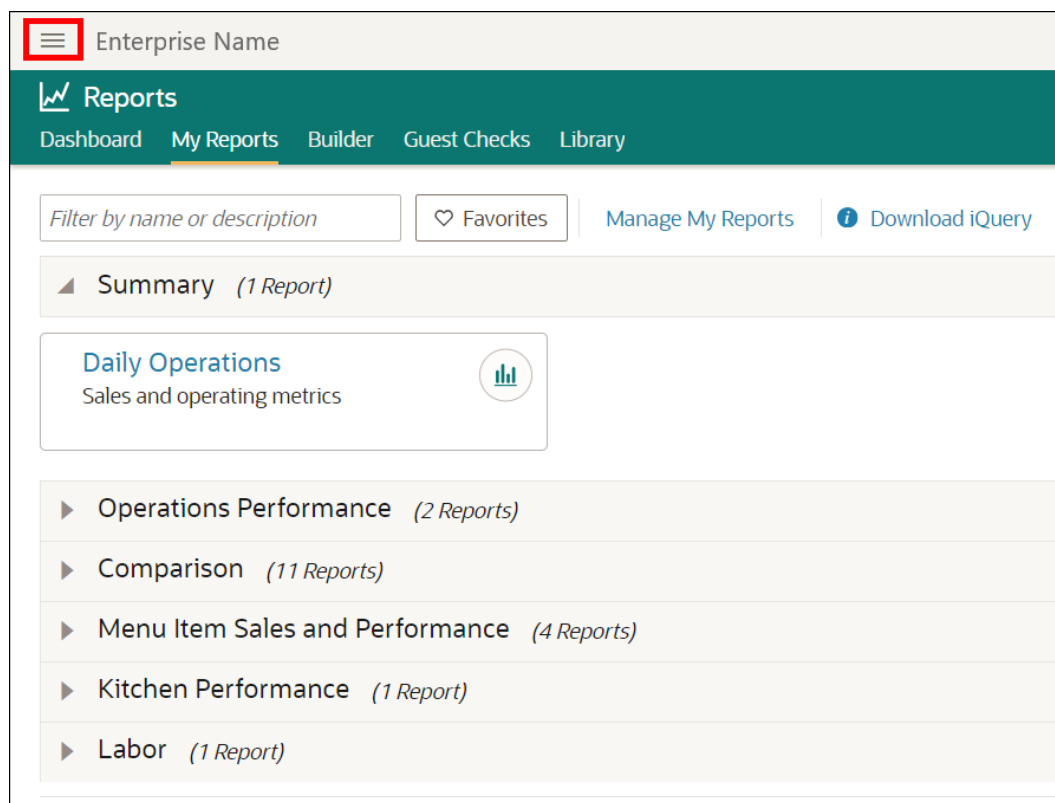 Enterprise Name
Reports
Dashboard My Reports Builder Guest Checks Library
Filter by name or description Favorites Manage My Reports Download iQuery
Summary (1 Report)
Daily Operations
Sales and operating metrics
Operations Performance (2 Reports)
Comparison (11 Reports)
Menu Item Sales and Performance (4 Reports)
Kitchen Performance (1 Report)
Labor (1 Report)